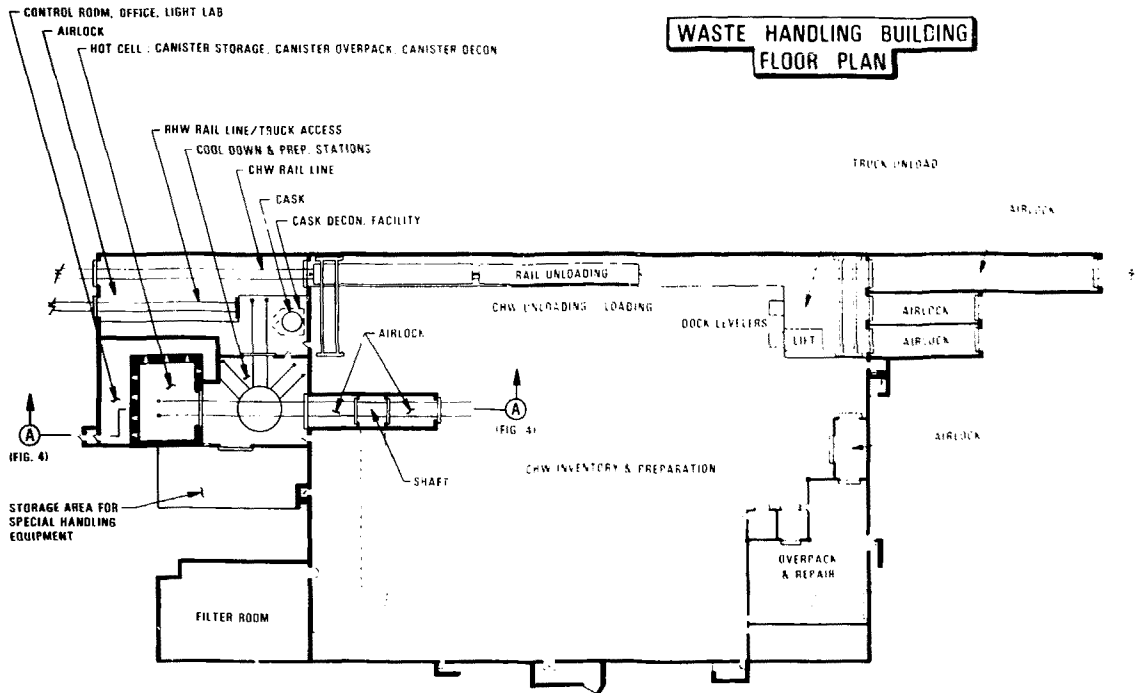 CONTROL ROOM, OFFICE, LIGHT LAB
AIRLOCK
HOT CELL : CANISTER STORAGE, CANISTER OVERPACK, CANISTER DECON.
WASTE HANDLING BUILDING
FLOOR PLAN
RHW RAIL LINE/TRUCK ACCESS
COOL DOWN & PREP. STATIONS
CHW RAIL LINE
CASK
CASK DECON. FACILITY
TRUCK UNLOAD
AIRLOCK
RAIL UNLOADING
CHW UNLOADING LOADING
DOCK LEVELERS
LIFT
AIRLOCK
AIRLOCK
AIRLOCK
A
(FIG. 4)
A
(FIG. 4)
AIRLOCK
CHW INVENTORY & PREPARATION
SHAFT
STORAGE AREA FOR
SPECIAL HANDLING
EQUIPMENT
OVERPACK
& REPAIR
FILTER ROOM